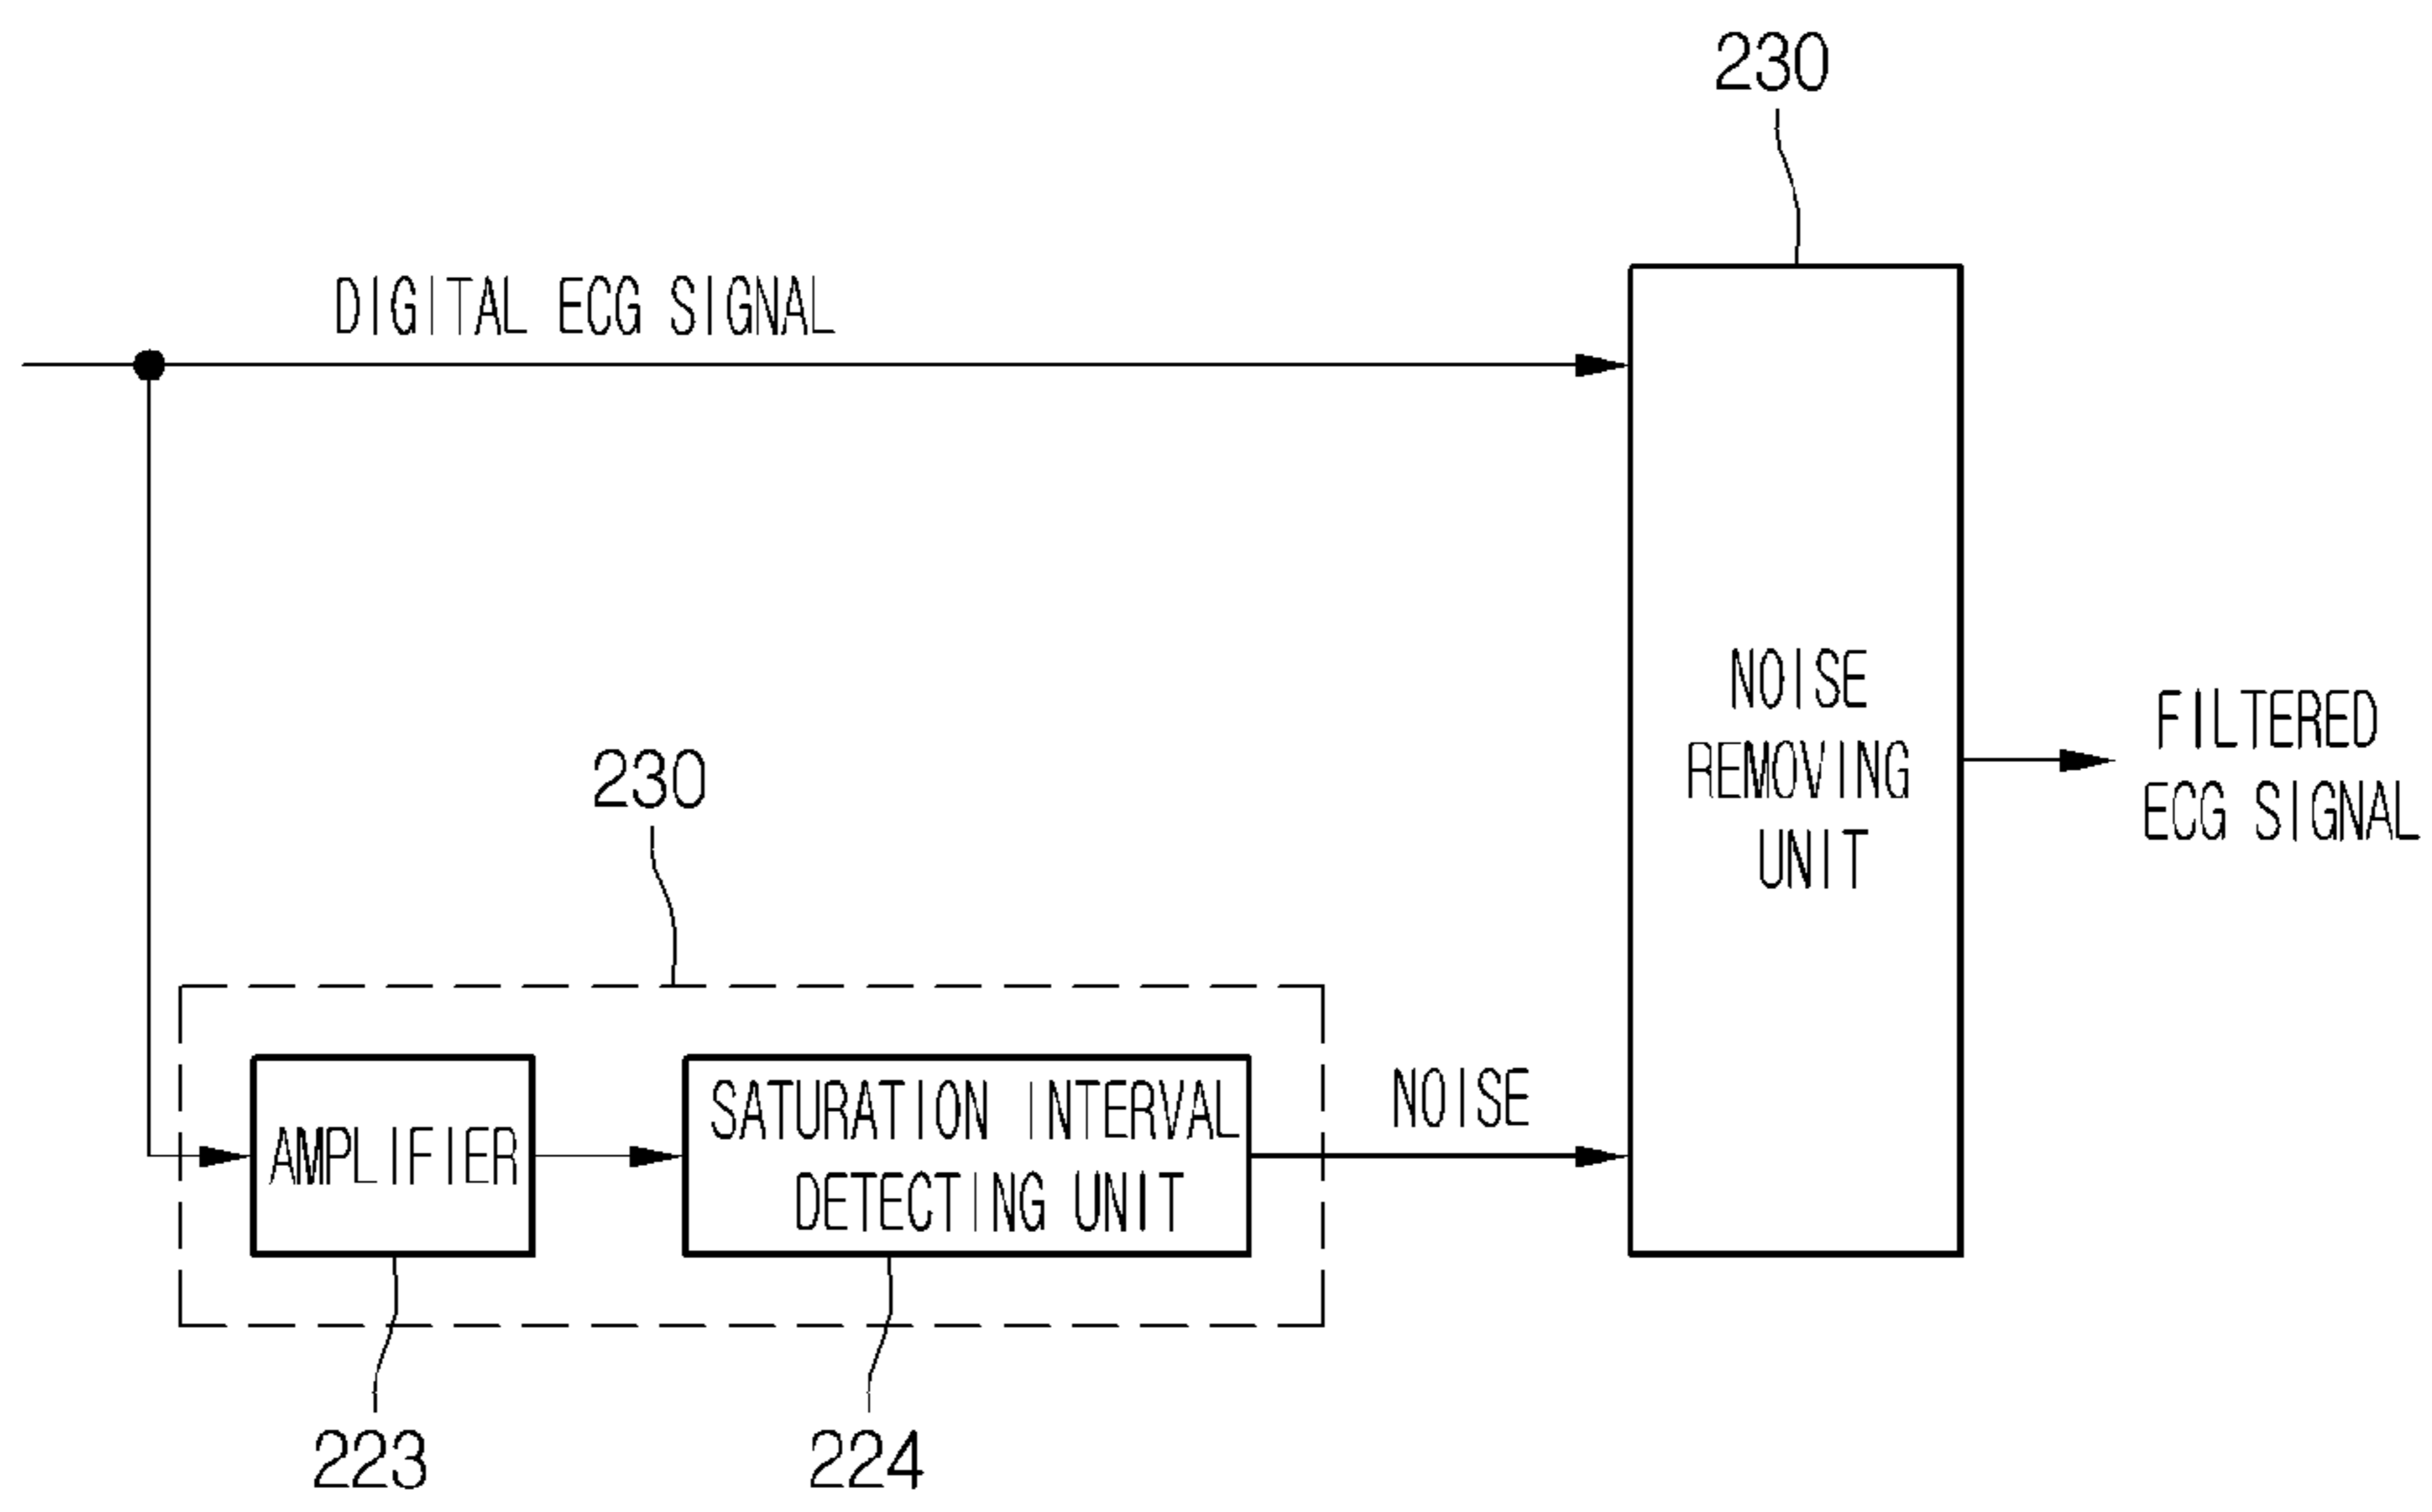 230
DIGITAL ECG SIGNAL
NOISE
REMOVING
UNIT
FILTERED
ECG SIGNAL
230
AMPLIFIER
SATURATION INTERVAL
DETECTING UNIT
NOISE
223
224